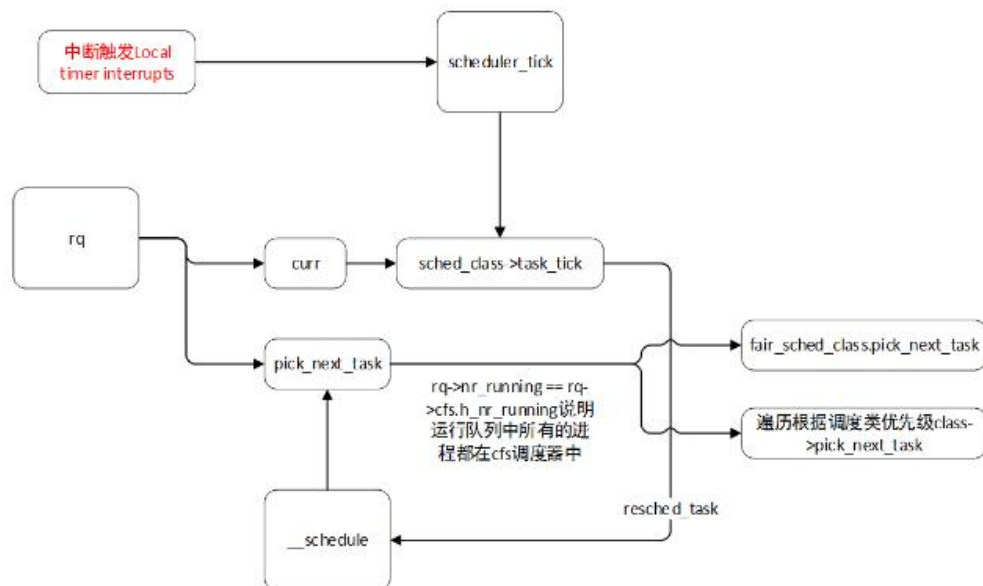 中断触发Local
timer interrupts
scheduler_tick
rq
curr
sched_class->task_tick
pick_next_task
fair_sched_class.pick_next_task
rq->nr_running == rq-
>cfs.h_nr_running说明
运行队列中所有的进
程都在cfs调度器中
遍历根据调度类优先级class-
>pick_next_task
resched_task
__schedule